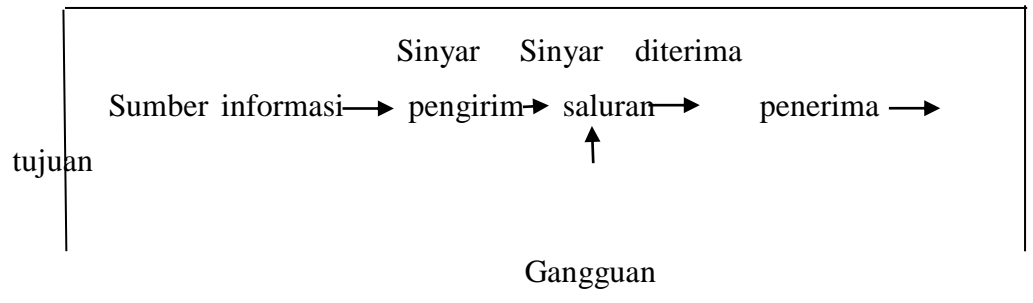 Sinyar Sinyar diterima
Sumber informasi pengirim saluran penerima
tujuan
Gangguan